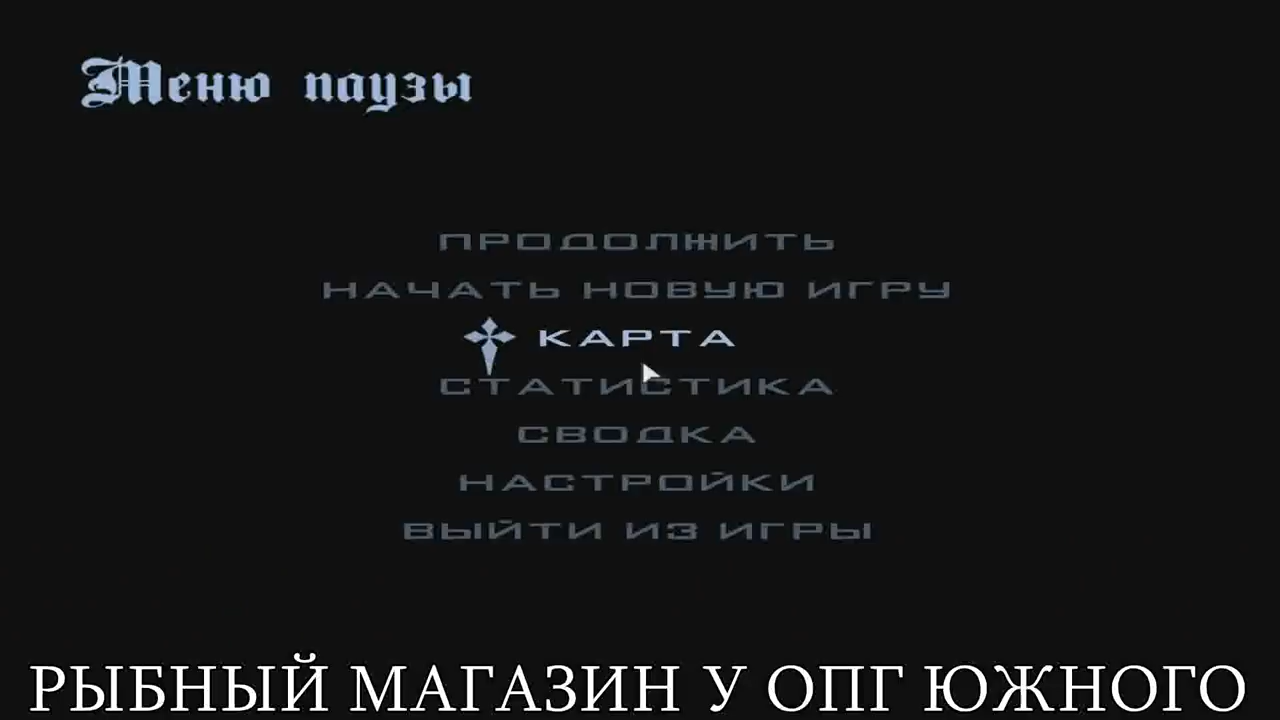 Меню паузы
ПРОДОЛЖИТЬ
НАЧАТЬ НОВУЮ ИГРУ
КАРТА
СТАТИСТИКА
СВОДКА
НАСТРОЙКИ
ВЫЙТИ ИЗ ИГРЫ
РЫБНЫЙ МАГАЗИН У ОПГ ЮЖНОГО